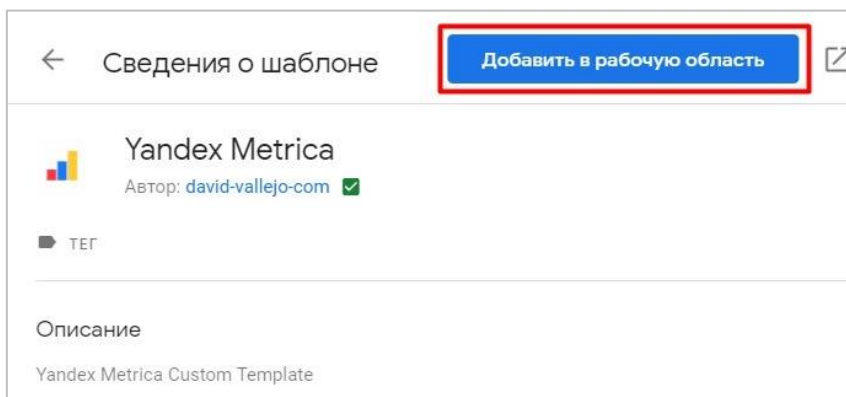 Сведения о шаблоне
Добавить в рабочую область
Yandex Metrica
Автор: david-vallejo-com
ТЕГ
Описание
Yandex Metrica Custom Template